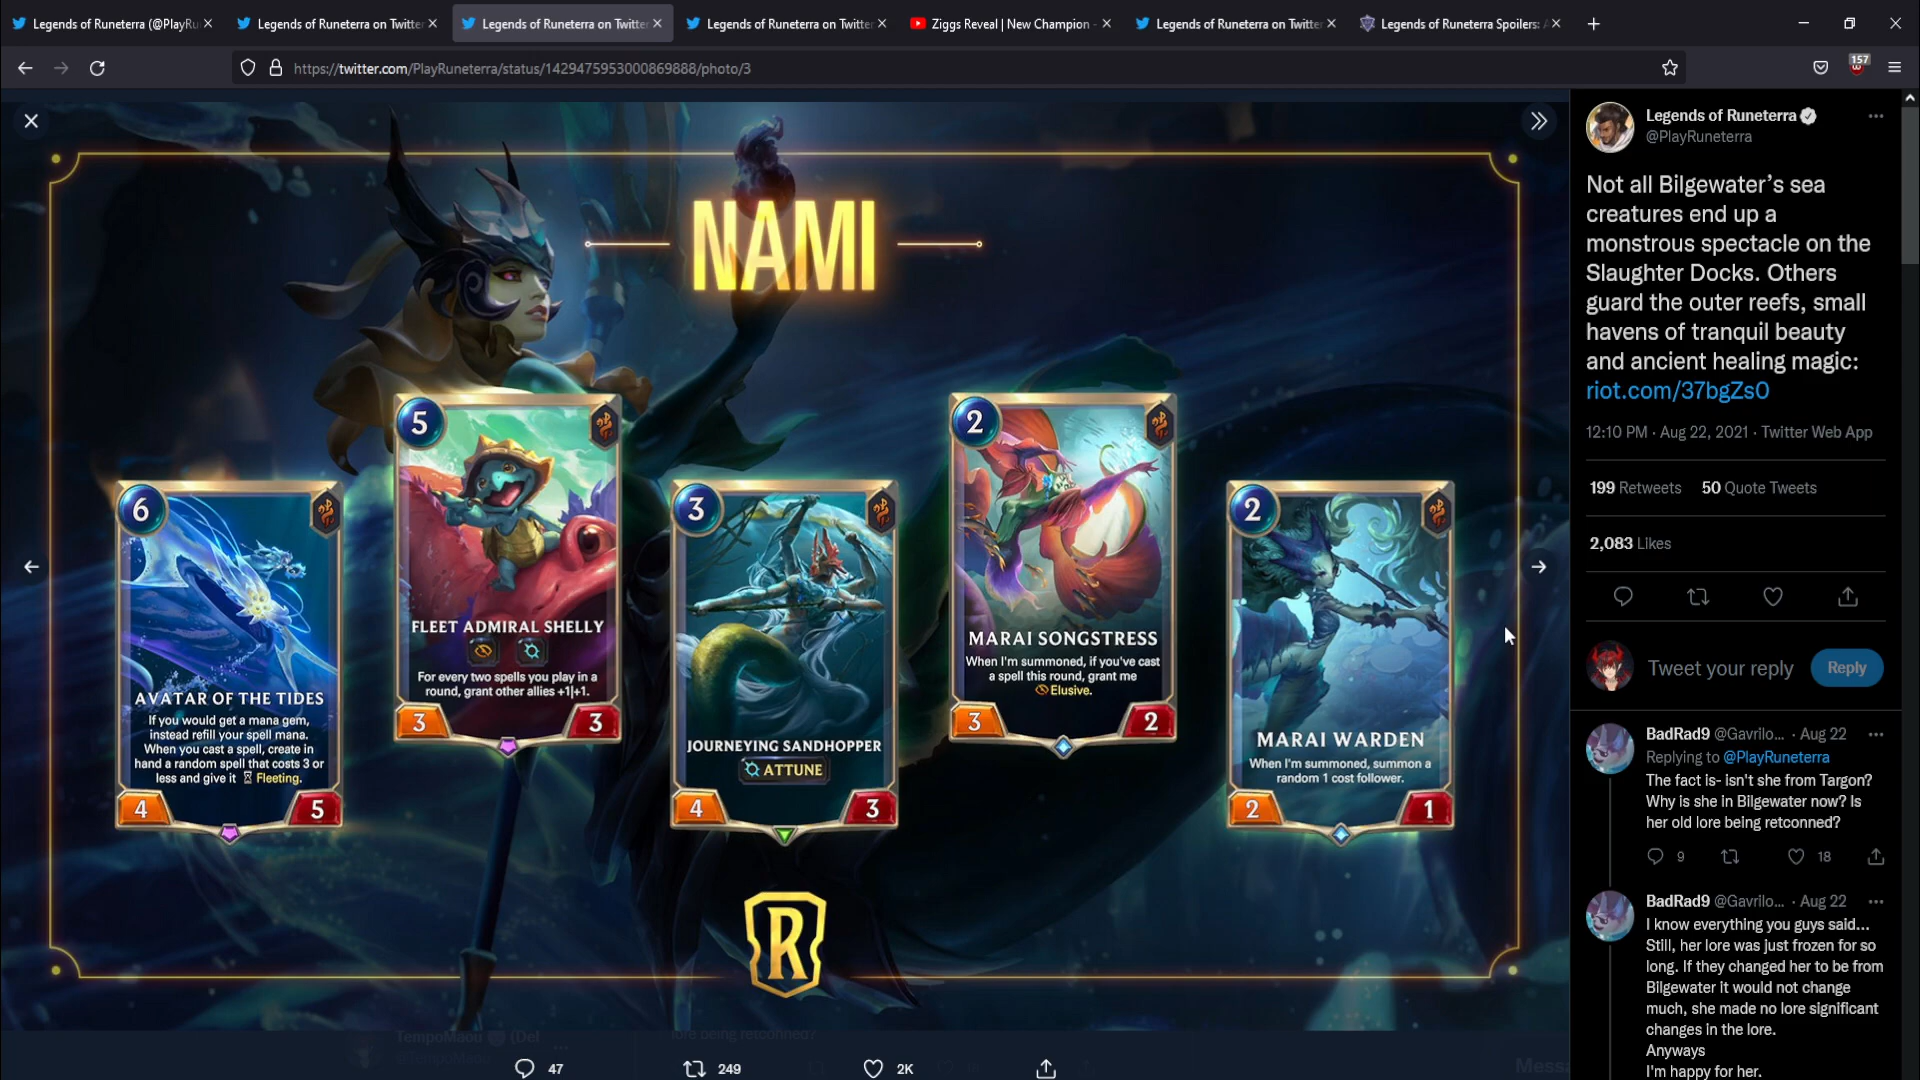 Legends of Runeterra (@PlayRu
Legends of Runeterra on Twitte
Legends of Runeterra on Twitte
Legends of Runeterra on Twitte
Ziggs Reveal | New Champion -
Legends of Runeterra on Twitte
Legends of Runeterra Spoilers:
https://twitter.com/PlayRuneterra/status/1429475953000869888/photo/3
157
NAMI
6
AVATAR OF THE TIDES
If you would get a mana gem,
instead refill your spell mana.
When you cast a spell, create in
hand a random spell that costs 3 or
less and give it Fleeting.
4
5
5
FLEET ADMIRAL SHELLY
For every two spells you play in a
round, grant other allies +1|+1.
3
3
3
JOURNEYING SANDHOPPER
ATTUNE
4
3
2
MARAI SONGSTRESS
When I'm summoned, if you've cast
a spell this round, grant me
Elusive.
3
2
2
MARAI WARDEN
When I'm summoned, summon a
random 1 cost follower.
2
1
R
TempoMaou (Def
@TempoMaou
lore being retconned?
47
249
2K
Messa
Legends of Runeterra
@PlayRuneterra
Not all Bilgewater’s sea
creatures end up a
monstrous spectacle on the
Slaughter Docks. Others
guard the outer reefs, small
havens of tranquil beauty
and ancient healing magic:
riot.com/37bgZsO
12:10 PM · Aug 22, 2021 · Twitter Web App
199 Retweets 50 Quote Tweets
2,083 Likes
Tweet your reply
Reply
BadRad9 @Gavrilo... · Aug 22
Replying to @PlayRuneterra
The fact is- isn't she from Targon?
Why is she in Bilgewater now? Is
her old lore being retconned?
9
18
BadRad9 @Gavrilo... · Aug 22
I know everything you guys said...
Still, her lore was just frozen for so
long. If they changed her to be from
Bilgewater it would not change
much, she made no lore significant
changes in the lore.
Anyways
I'm happy for her.